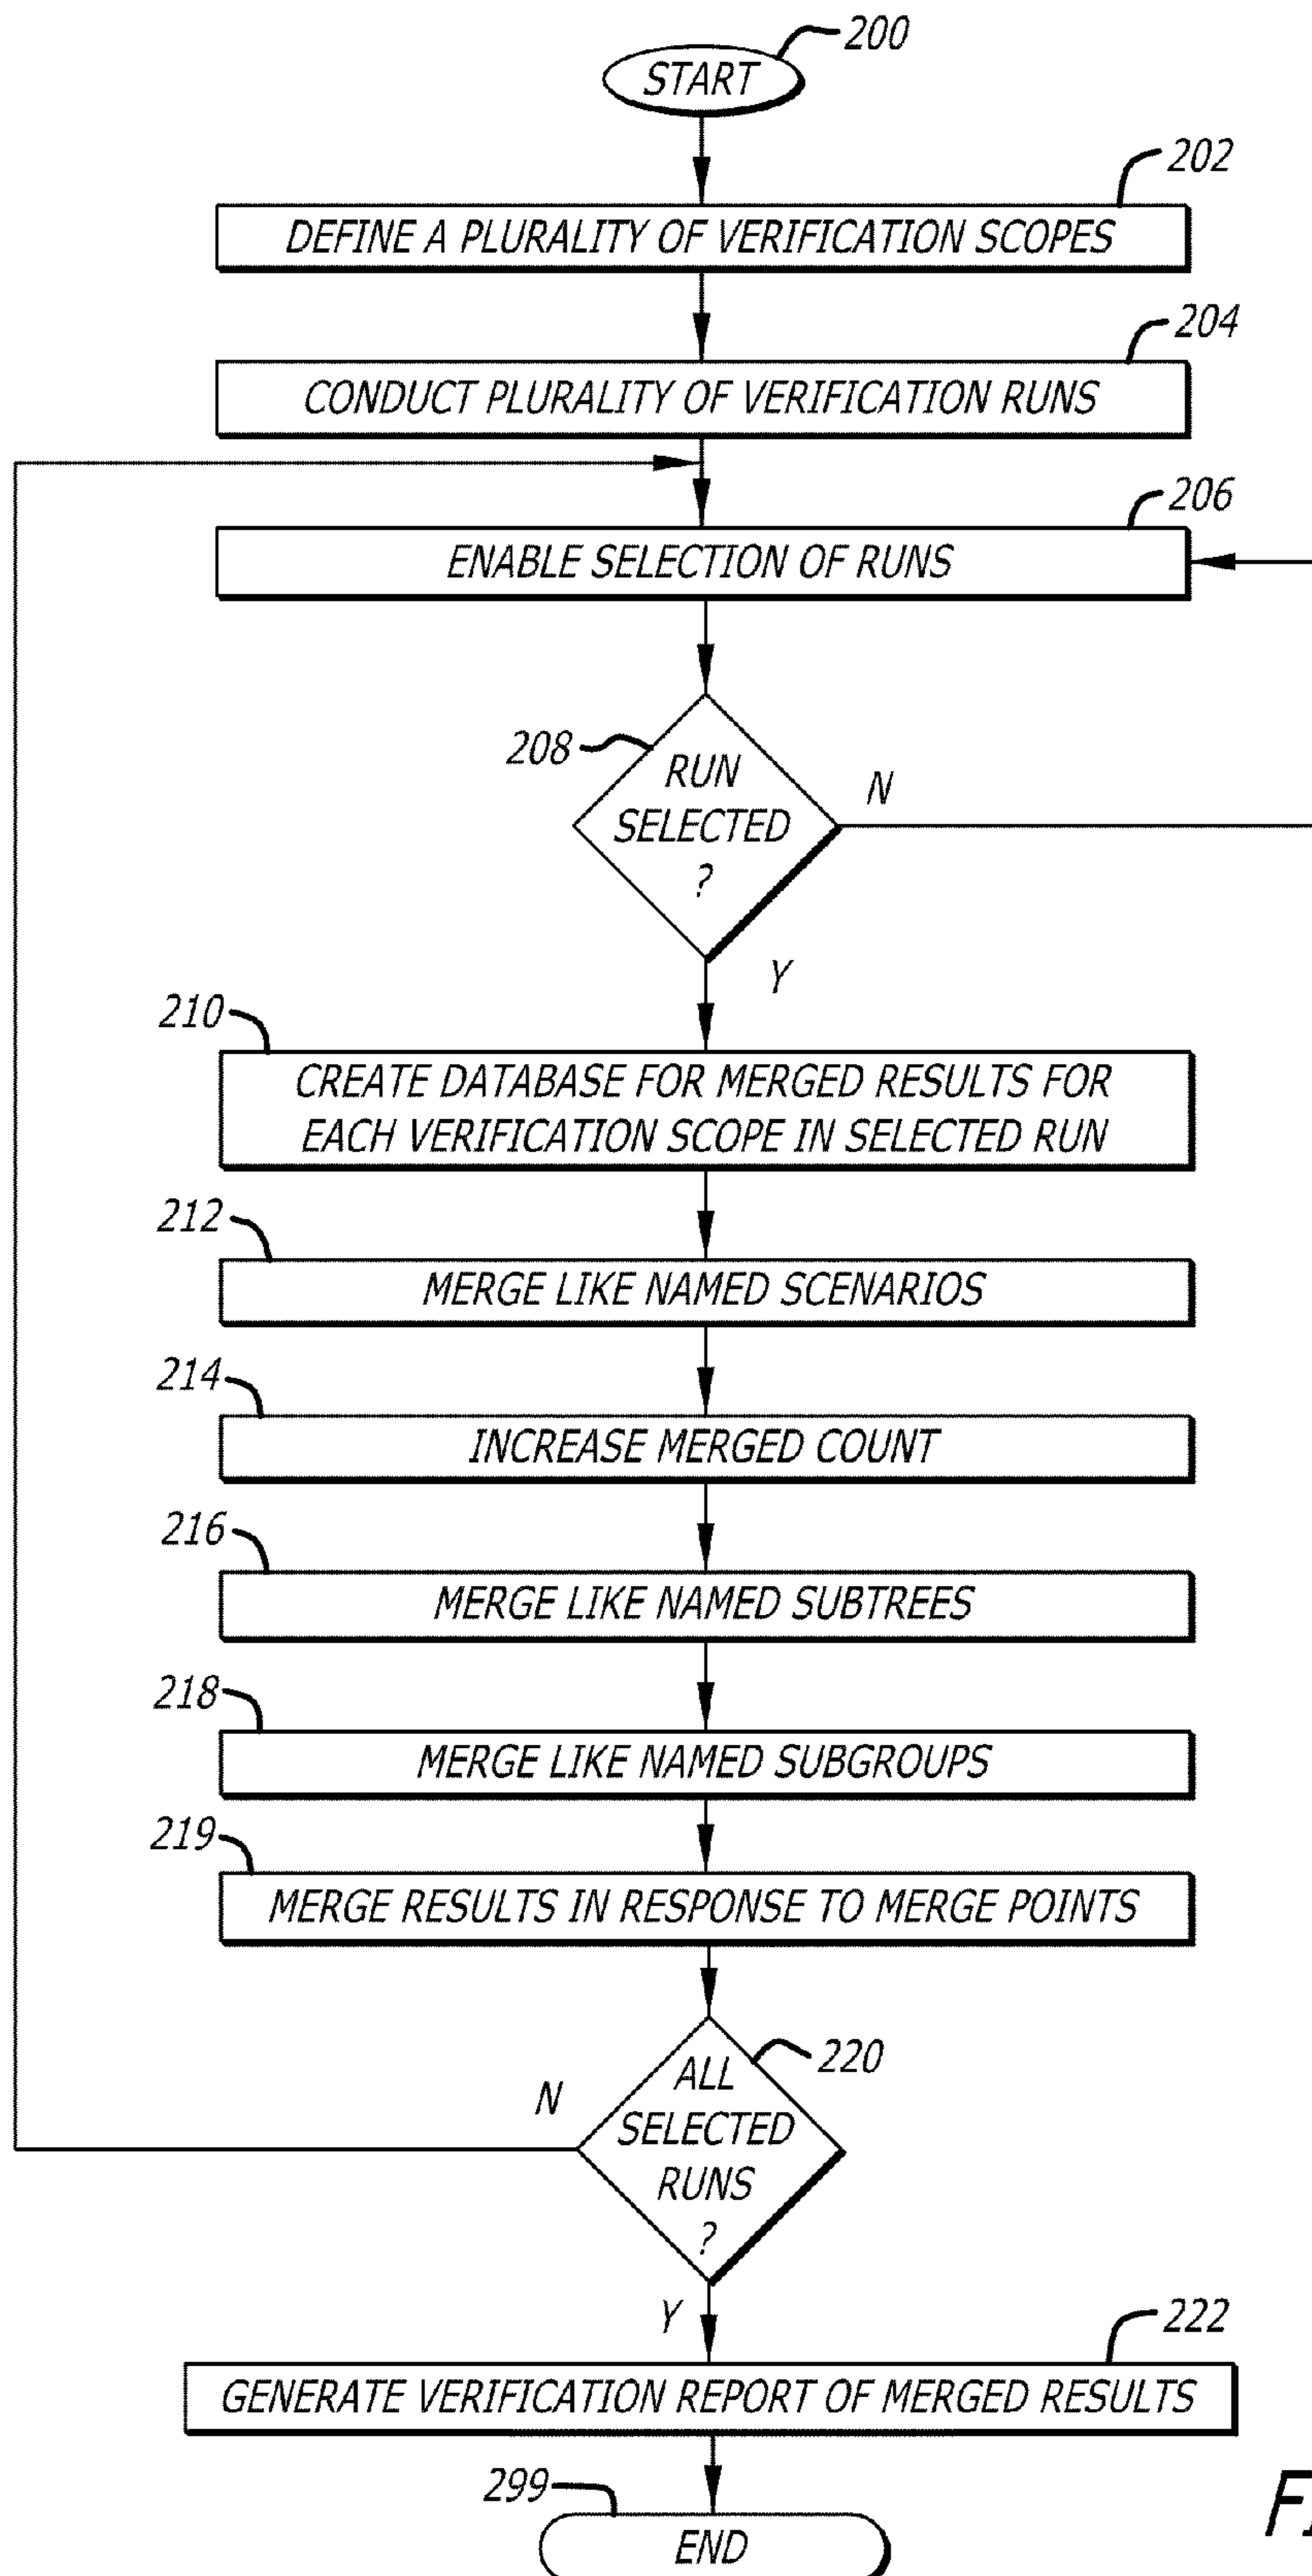 200
START
202
DEFINE A PLURALITY OF VERIFICATION SCOPES
204
CONDUCT PLURALITY OF VERIFICATION RUNS
206
ENABLE SELECTION OF RUNS
208
RUN
SELECTED
?
N
Y
210
CREATE DATABASE FOR MERGED RESULTS FOR
EACH VERIFICATION SCOPE IN SELECTED RUN
212
MERGE LIKE NAMED SCENARIOS
214
INCREASE MERGED COUNT
216
MERGE LIKE NAMED SUBTREES
218
MERGE LIKE NAMED SUBGROUPS
219
MERGE RESULTS IN RESPONSE TO MERGE POINTS
220
ALL
SELECTED
RUNS
?
N
Y
222
GENERATE VERIFICATION REPORT OF MERGED RESULTS
299
END